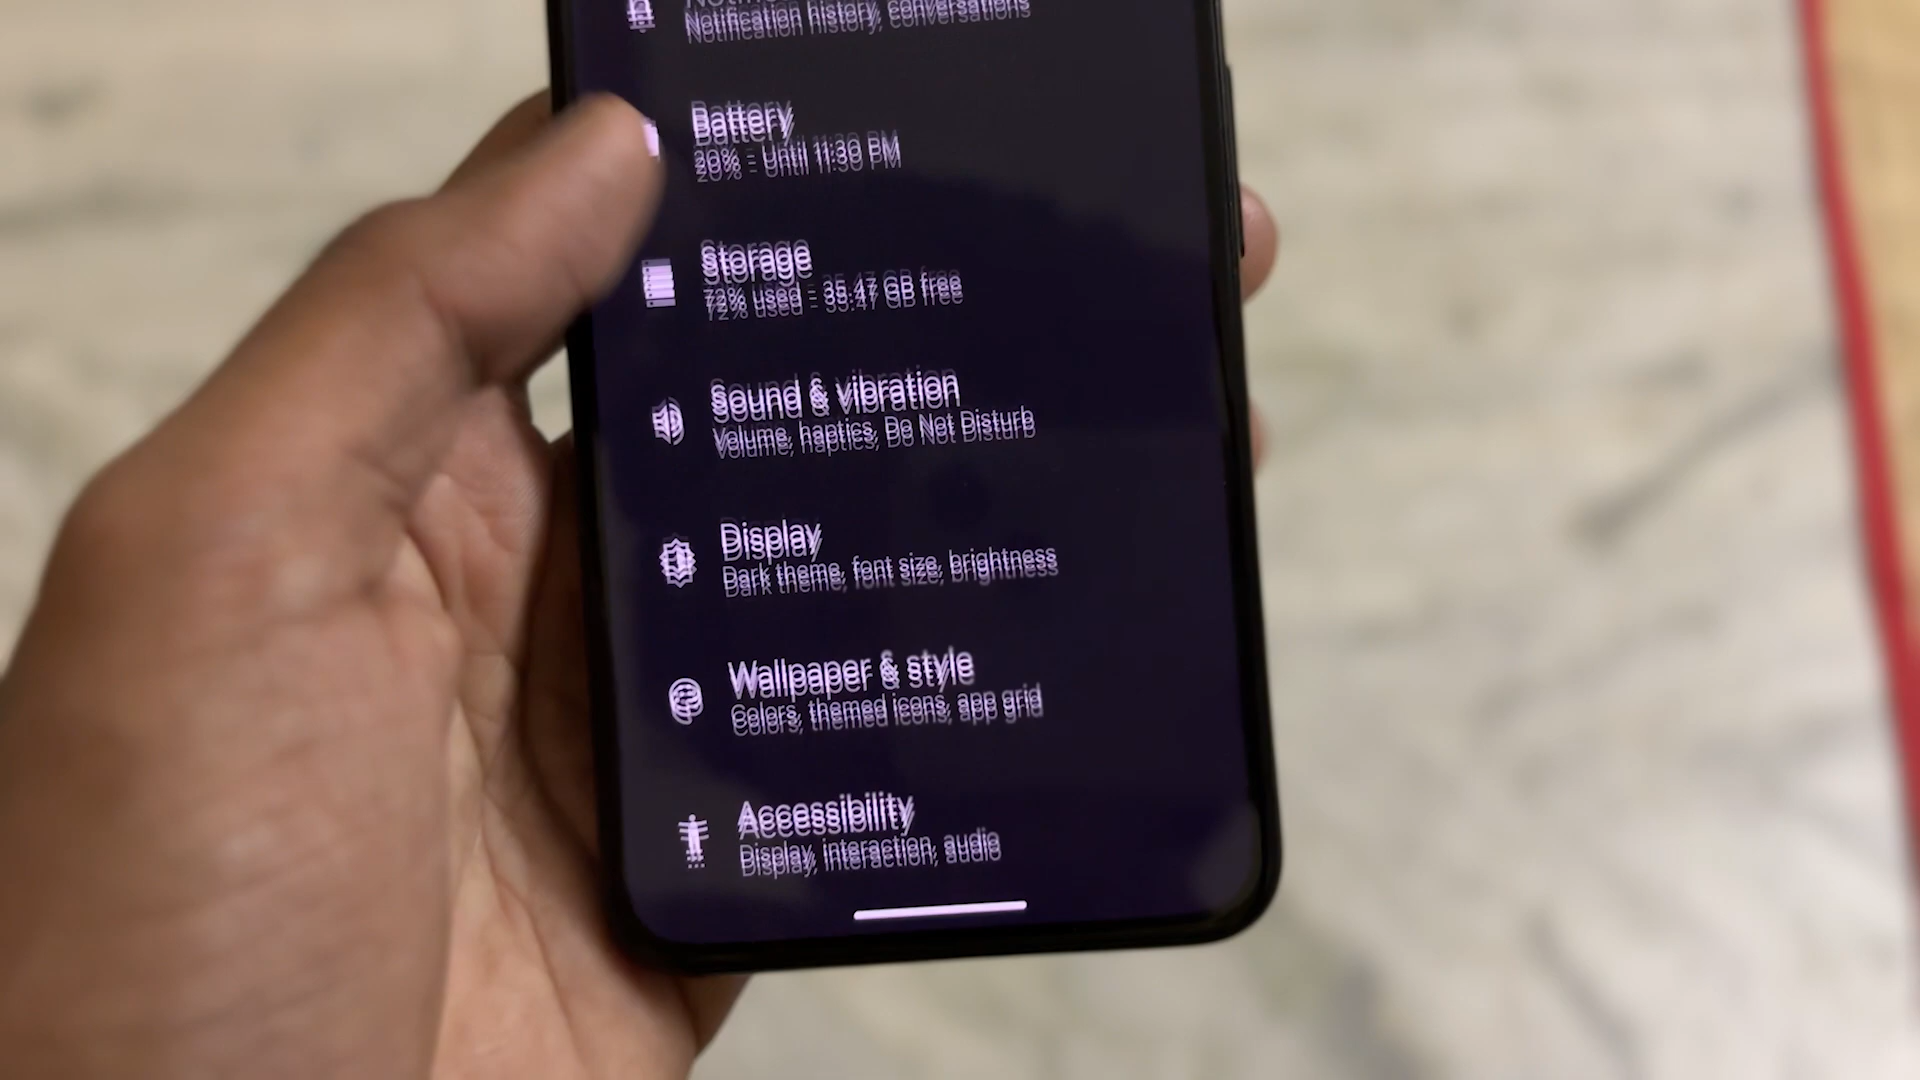 Notification history, conversations
Battery
20% - Until 11:30 PM
Storage
72% used - 35.47 GB free
Sound & vibration
Volume, haptics, Do Not Disturb
Display
Dark theme, font size, brightness
Wallpaper & style
Colors, themed icons, app grid
Accessibility
Display, interaction, audio